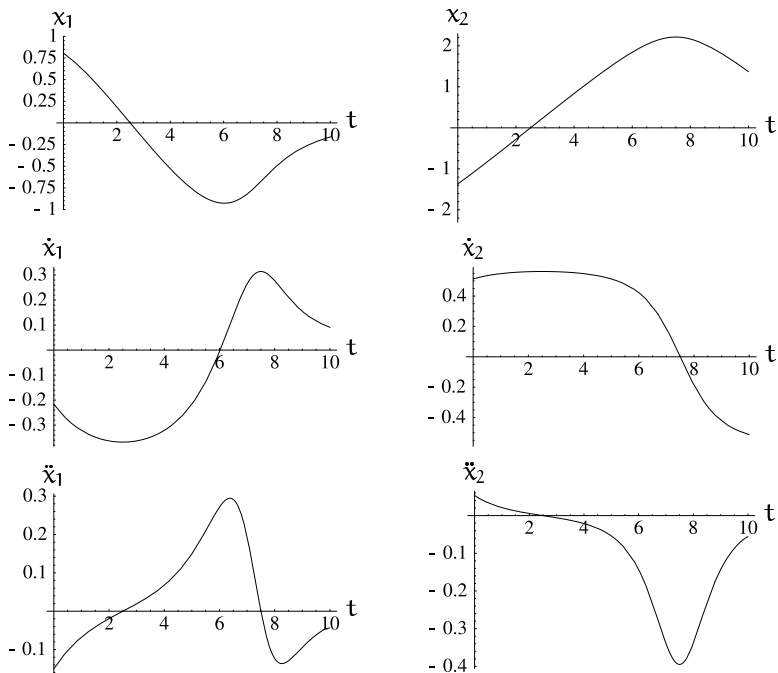 x₁
1
0.75
0.5
0.25
2 4 6 8 10 t
- 0.25
- 0.5
- 0.75
- 1
x₂
2
1
2 4 6 8 10 t
- 1
- 2
ẋ₁
0.3
0.2
0.1
2 4 6 8 10 t
- 0.1
- 0.2
- 0.3
ẋ₂
0.4
0.2
2 4 6 8 10 t
- 0.2
- 0.4
ẍ₁
0.3
0.2
0.1
2 4 6 8 10 t
- 0.1
ẍ₂
2 4 6 8 10 t
- 0.1
- 0.2
- 0.3
- 0.4